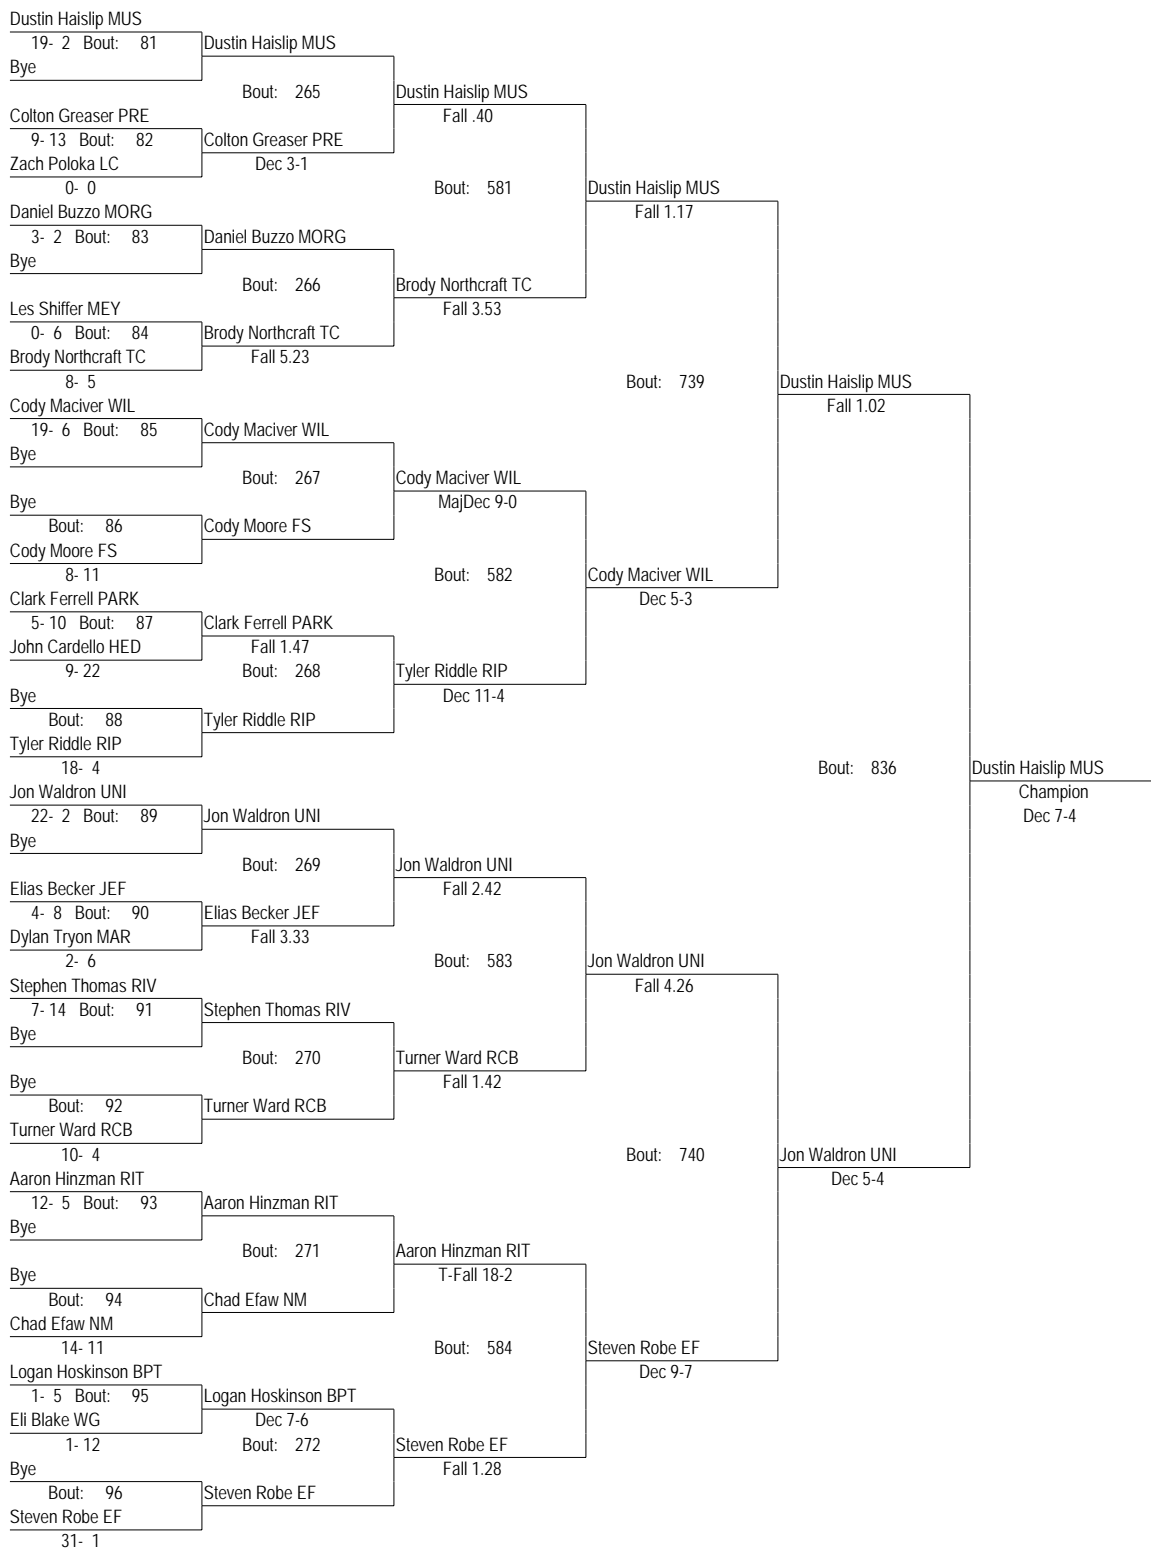 Dustin Haislip MUS
19- 2 Bout: 81 Dustin Haislip MUS
Bye
Bout: 265 Dustin Haislip MUS
Colton Greaser PRE Fall .40
9- 13 Bout: 82 Colton Greaser PRE
Zach Poloka LC Dec 3-1
0- 0 Bout: 581 Dustin Haislip MUS
Daniel Buzzo MORG Fall 1.17
3- 2 Bout: 83 Daniel Buzzo MORG
Bye
Bout: 266 Brody Northcraft TC
Les Shiffer MEY Fall 3.53
0- 6 Bout: 84 Brody Northcraft TC
Brody Northcraft TC Fall 5.23
8- 5 Bout: 739 Dustin Haislip MUS
Cody Maciver WIL Fall 1.02
19- 6 Bout: 85 Cody Maciver WIL
Bye
Bout: 267 Cody Maciver WIL
Bye MajDec 9-0
Bout: 86 Cody Moore FS
Cody Moore FS
8- 11 Bout: 582 Cody Maciver WIL
Clark Ferrell PARK Dec 5-3
5- 10 Bout: 87 Clark Ferrell PARK
John Cardello HED Fall 1.47
9- 22 Bout: 268 Tyler Riddle RIP
Bye Dec 11-4
Bout: 88 Tyler Riddle RIP
Tyler Riddle RIP
18- 4 Bout: 836 Dustin Haislip MUS
Jon Waldron UNI Champion
22- 2 Bout: 89 Jon Waldron UNI Dec 7-4
Bye
Bout: 269 Jon Waldron UNI
Elias Becker JEF Fall 2.42
4- 8 Bout: 90 Elias Becker JEF
Dylan Tryon MAR Fall 3.33
2- 6 Bout: 583 Jon Waldron UNI
Stephen Thomas RIV Fall 4.26
7- 14 Bout: 91 Stephen Thomas RIV
Bye
Bout: 270 Turner Ward RCB
Bye Fall 1.42
Bout: 92 Turner Ward RCB
Turner Ward RCB
10- 4 Bout: 740 Jon Waldron UNI
Aaron Hinzman RIT Dec 5-4
12- 5 Bout: 93 Aaron Hinzman RIT
Bye
Bout: 271 Aaron Hinzman RIT
Bye T-Fall 18-2
Bout: 94 Chad Efaw NM
Chad Efaw NM
14- 11 Bout: 584 Steven Robe EF
Logan Hoskinson BPT Dec 9-7
1- 5 Bout: 95 Logan Hoskinson BPT
Eli Blake WG Dec 7-6
1- 12 Bout: 272 Steven Robe EF
Bye Fall 1.28
Bout: 96 Steven Robe EF
Steven Robe EF
31- 1